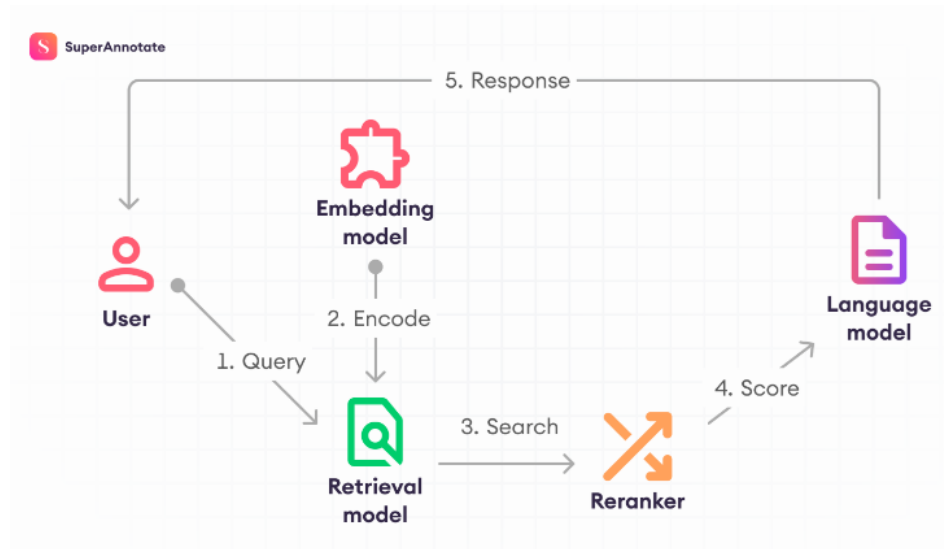 SuperAnnotate
5. Response
Embedding
model
User
2. Encode
Language
model
1. Query
4. Score
3. Search
Retrieval
model
Reranker